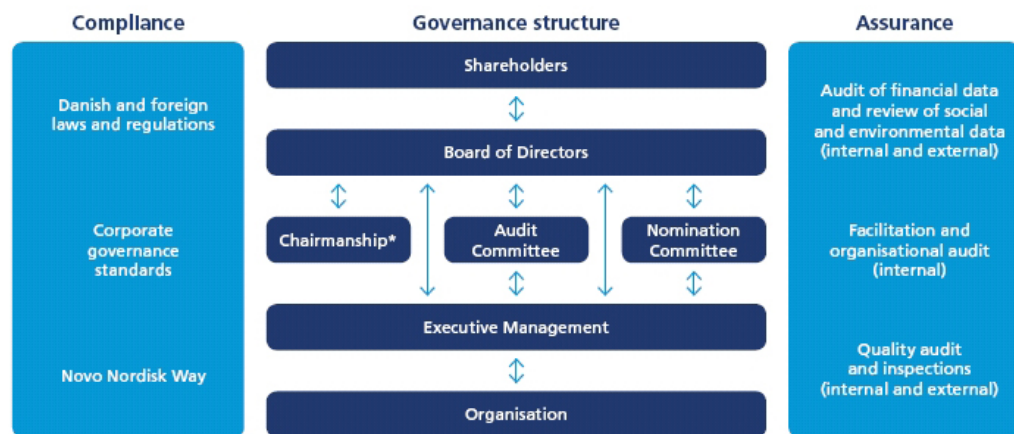 Compliance
Danish and foreign
laws and regulations
Corporate
governance
standards
Novo Nordisk Way
Governance structure
Shareholders
Board of Directors
Chairmanship*
Audit
Committee
Nomination
Committee
Executive Management
Organisation
Assurance
Audit of financial data
and review of social
and environmental data
(internal and external)
Facilitation and
organisational audit
(internal)
Quality audit
and inspections
(internal and external)